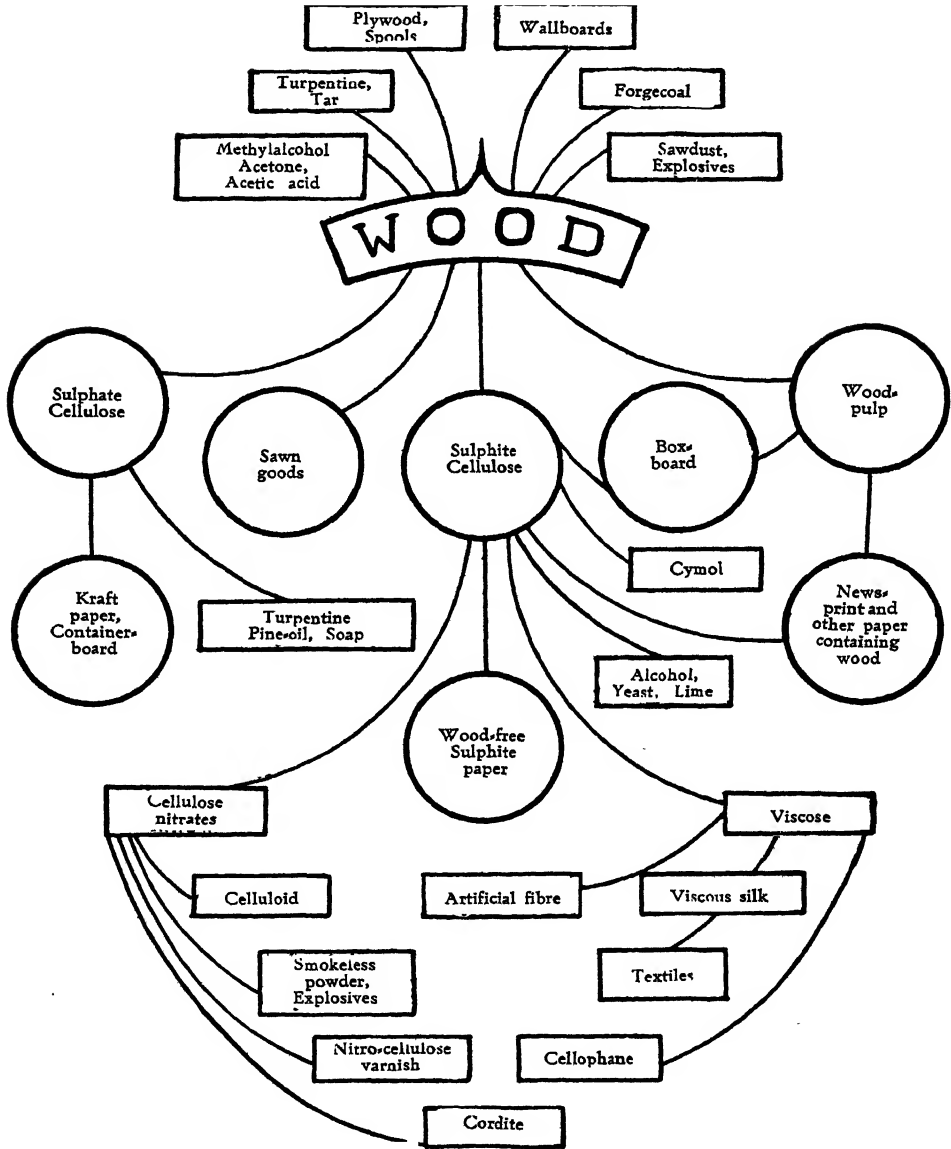 Plywood,
Spools
Wallboards
Turpentine,
Tar
Forgecoal
Methylalcohol
Acetone,
Acetic acid
Sawdust,
Explosives
WOOD
Sulphate
Cellulose
Sawn
goods
Sulphite
Cellulose
Box-
board
Wood-
pulp
Cymol
Kraft
paper,
Container-
board
Turpentine
Pine-oil, Soap
Alcohol,
Yeast, Lime
News-
print and
other paper
containing
wood
Wood-free
Sulphite
paper
Cellulose
nitrates
Viscose
Celluloid
Artificial fibre
Viscous silk
Smokeless
powder,
Explosives
Textiles
Nitro-cellulose
varnish
Cellophane
Cordite